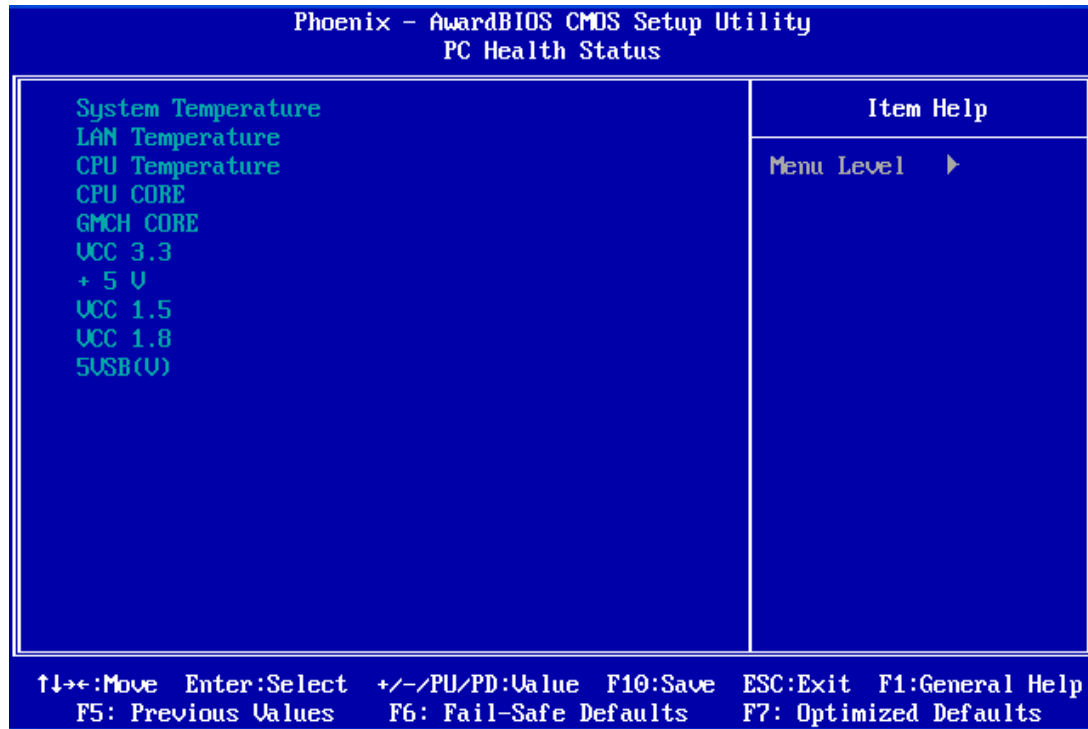 Phoenix - AwardBIOS CMOS Setup Utility
PC Health Status
System Temperature
LAN Temperature
CPU Temperature
CPU CORE
GMCH CORE
VCC 3.3
+ 5 V
VCC 1.5
VCC 1.8
5VSB(V)
Item Help
Menu Level ▶
↑↓→←:Move Enter:Select +/-/PU/PD:Value F10:Save ESC:Exit F1:General Help
F5: Previous Values F6: Fail-Safe Defaults F7: Optimized Defaults